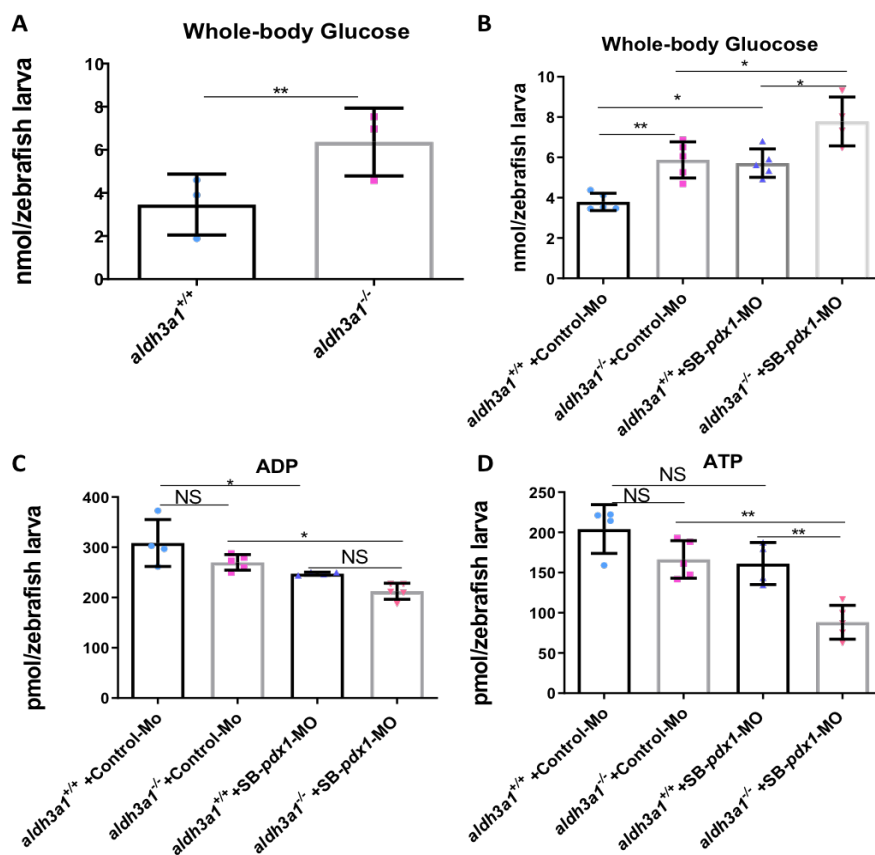 A
Whole-body Glucose
nmol/zebrafish larva
10
8
6
4
2
0
**
aldh3a1+/+
aldh3a1-/-
B
Whole-body Gluocose
nmol/zebrafish larva
10
8
6
4
2
0
*
*
*
**
aldh3a1+/+ +Control-Mo
aldh3a1-/- +Control-Mo
aldh3a1+/+ +SB-pdx1-MO
aldh3a1-/- +SB-pdx1-MO
C
ADP
pmol/zebrafish larva
400
300
200
100
0
*
NS
*
NS
aldh3a1+/+ +Control-Mo
aldh3a1-/- +Control-Mo
aldh3a1+/+ +SB-pdx1-MO
aldh3a1-/- +SB-pdx1-MO
D
ATP
pmol/zebrafish larva
250
200
150
100
50
0
NS
NS
**
**
aldh3a1+/+ +Control-Mo
aldh3a1-/- +Control-Mo
aldh3a1+/+ +SB-pdx1-MO
aldh3a1-/- +SB-pdx1-MO